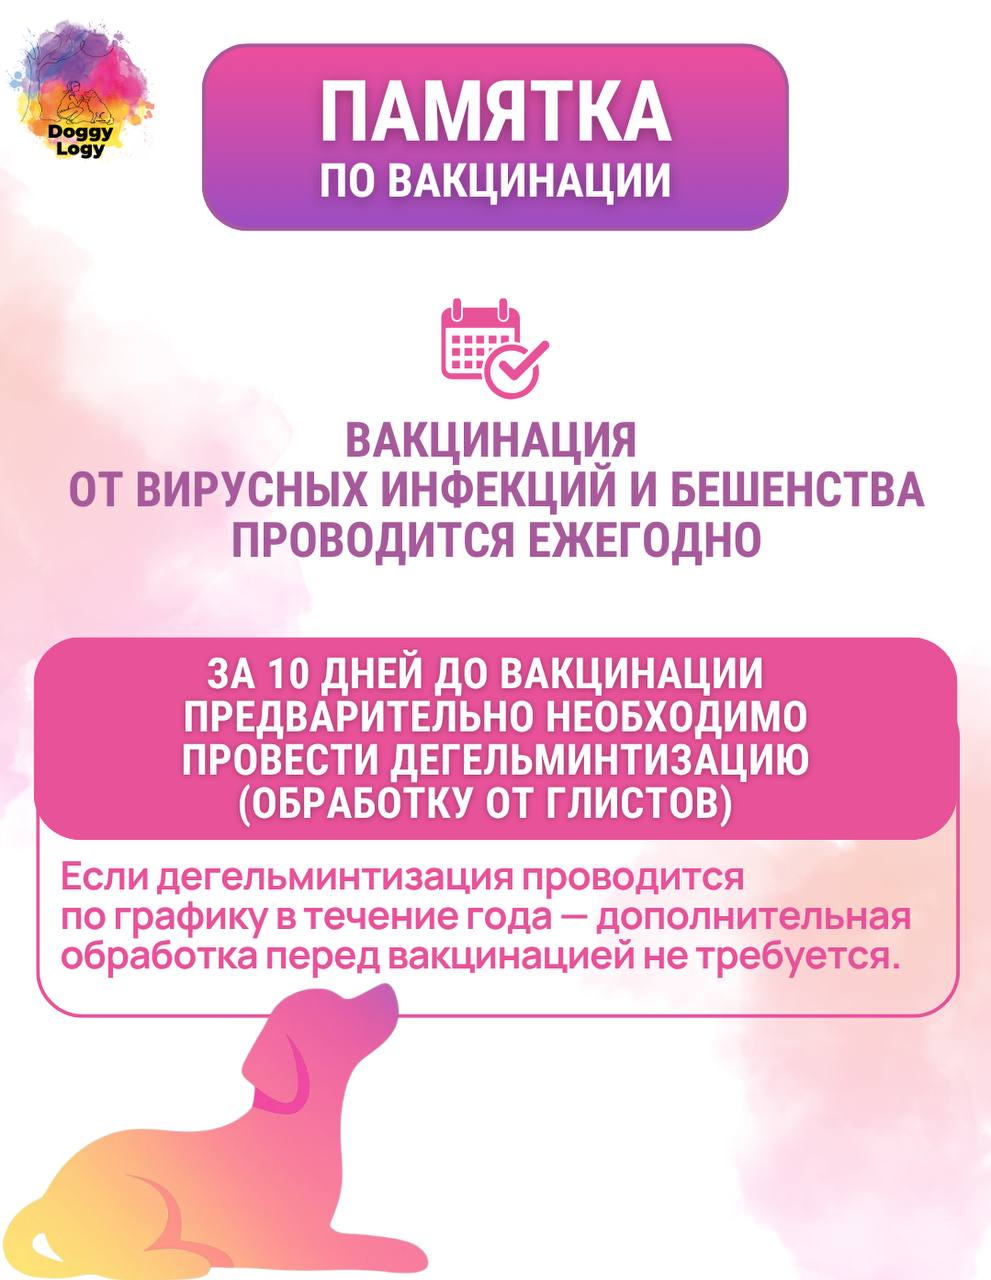 Doggy
Logy
ПАМЯТКА
ПО ВАКЦИНАЦИИ
ВАКЦИНАЦИЯ
ОТ ВИРУСНЫХ ИНФЕКЦИЙ И БЕШЕНСТВА
ПРОВОДИТСЯ ЕЖЕГОДНО
ЗА 10 ДНЕЙ ДО ВАКЦИНАЦИИ
ПРЕДВАРИТЕЛЬНО НЕОБХОДИМО
ПРОВЕСТИ ДЕГЕЛЬМИНТИЗАЦИЮ
(ОБРАБОТКУ ОТ ГЛИСТОВ)
Если дегельминтизация проводится
по графику в течение года — дополнительная
обработка перед вакцинацией не требуется.